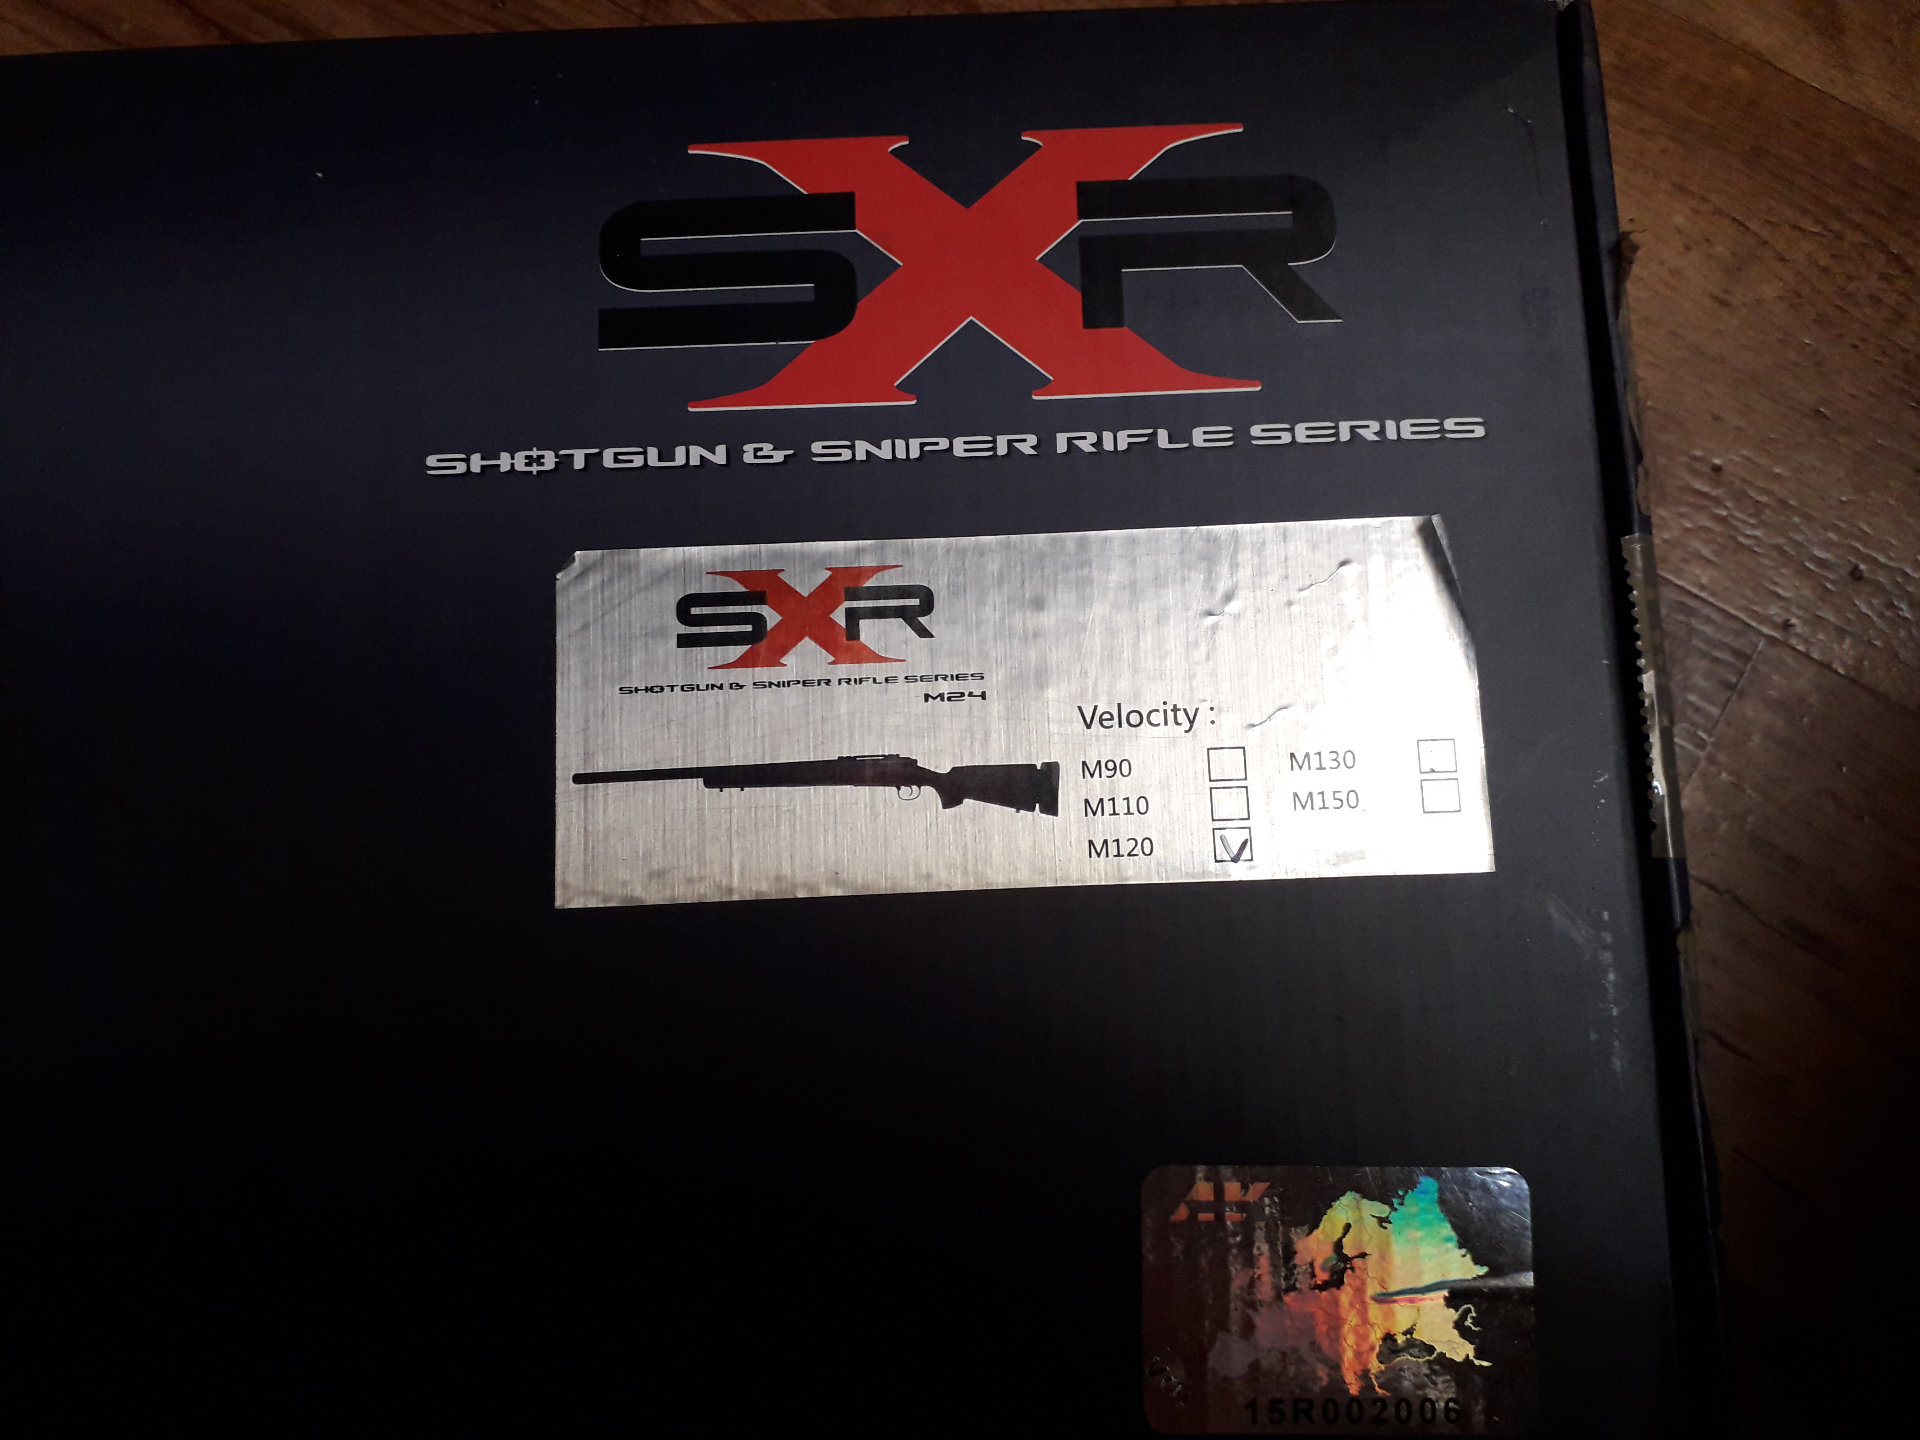 SXR
SHOTGUN & SNIPER RIFLE SERIES
SXR
SHOTGUN & SNIPER RIFLE SERIES
M24
Velocity :
M90 M130
M110 M150
M120
15R002006